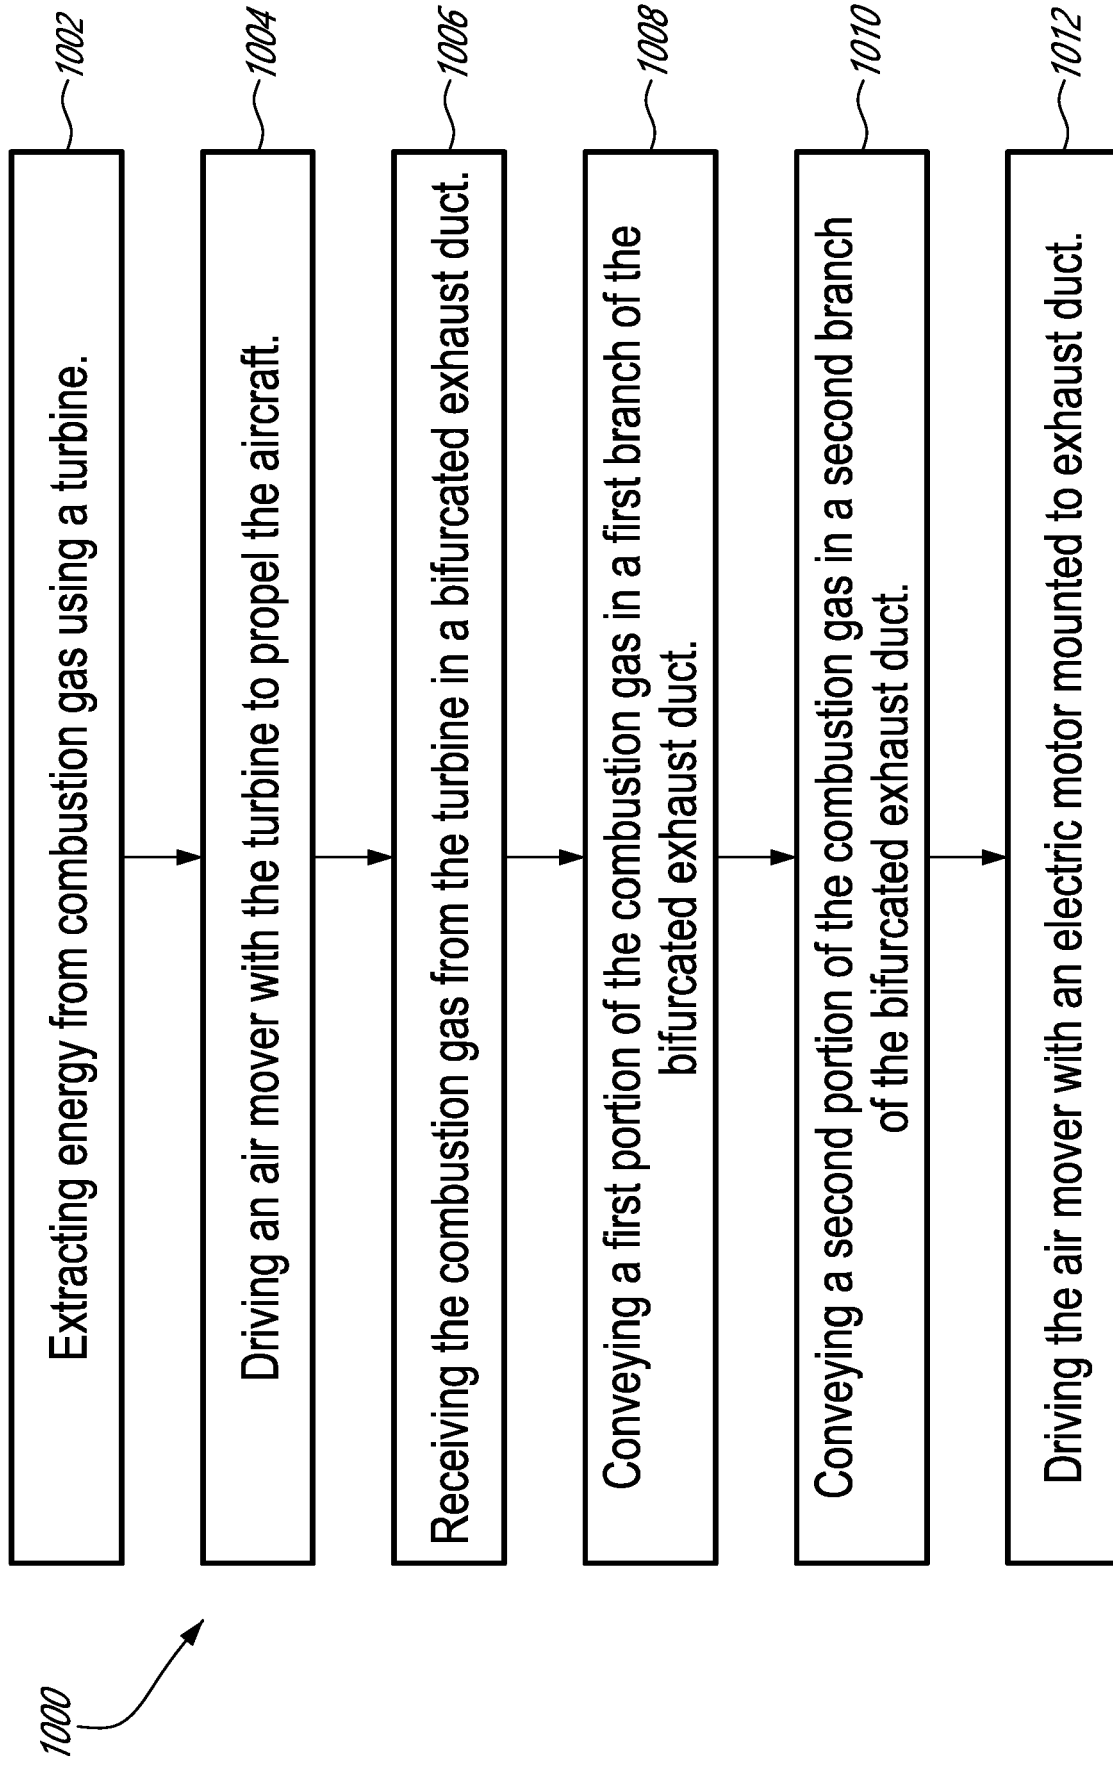 1000
Extracting energy from combustion gas using a turbine.
1002
Driving an air mover with the turbine to propel the aircraft.
1004
Receiving the combustion gas from the turbine in a bifurcated exhaust duct.
1006
Conveying a first portion of the combustion gas in a first branch of the
bifurcated exhaust duct.
1008
Conveying a second portion of the combustion gas in a second branch
of the bifurcated exhaust duct.
1010
Driving the air mover with an electric motor mounted to exhaust duct.
1012